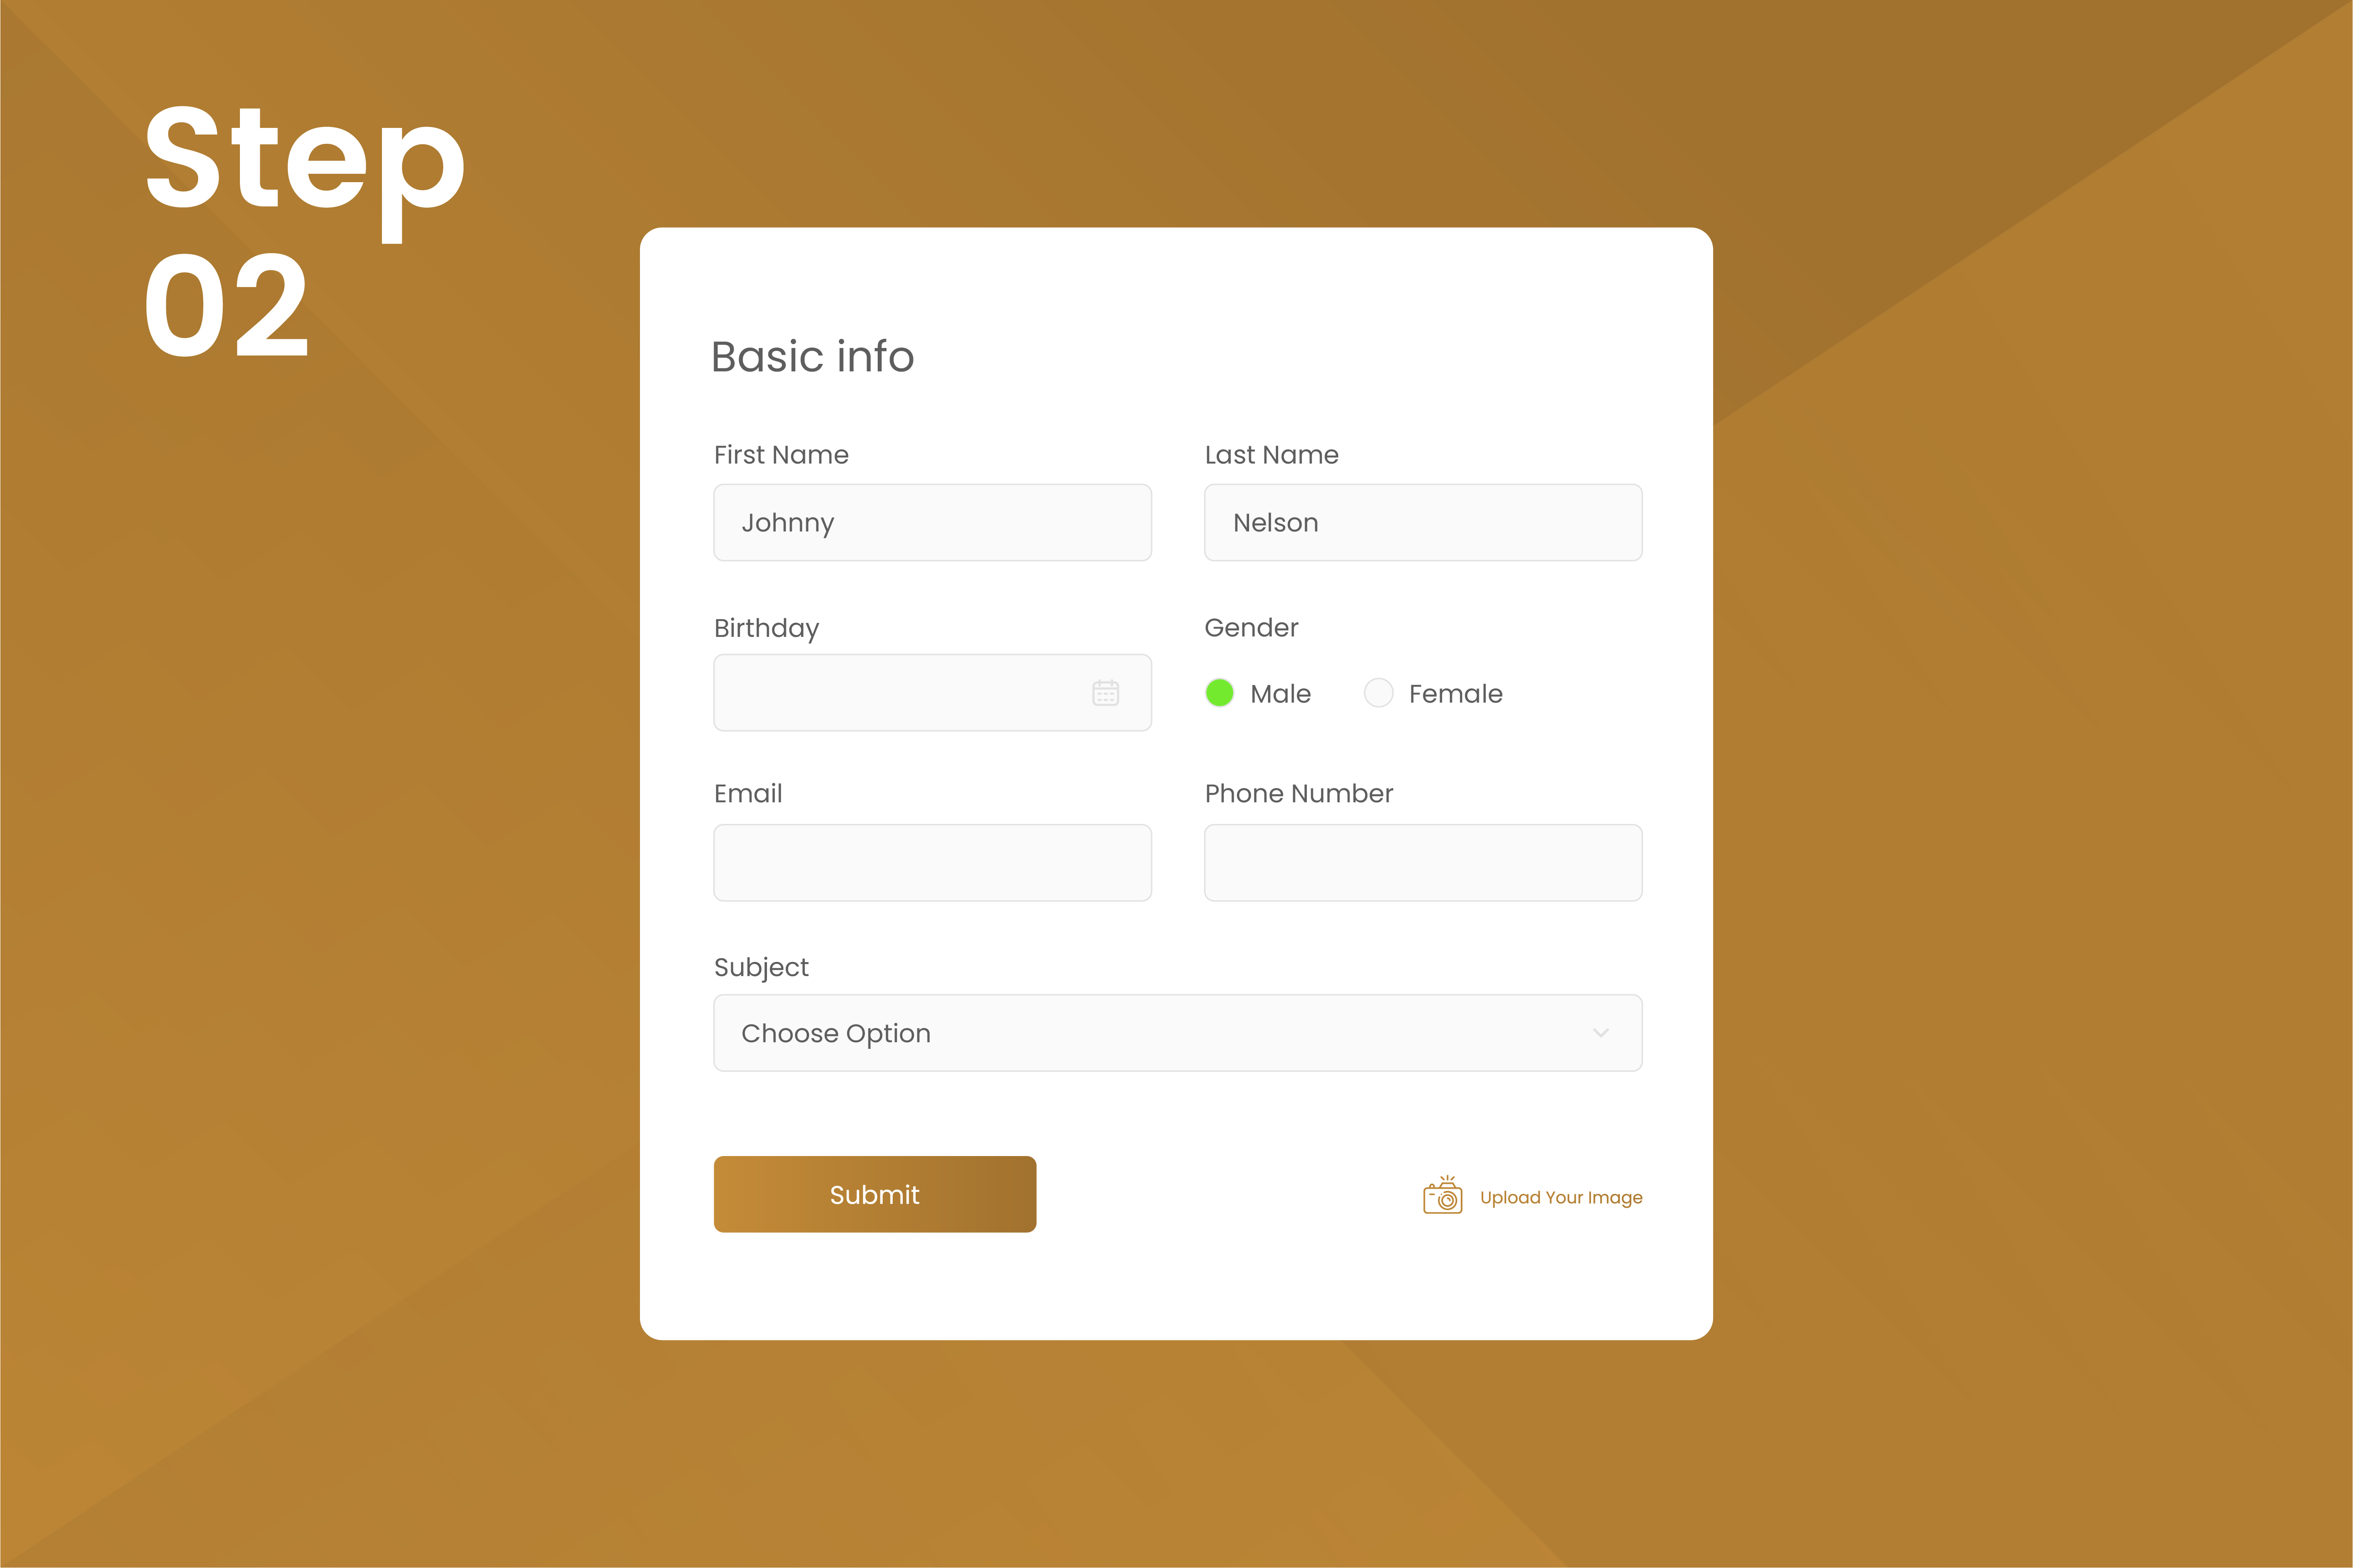 Step
02
Basic info
First Name
Last Name
Johnny
Nelson
Birthday
Gender
Male
Female
Email
Phone Number
Subject
Choose Option
Submit
Upload Your Image